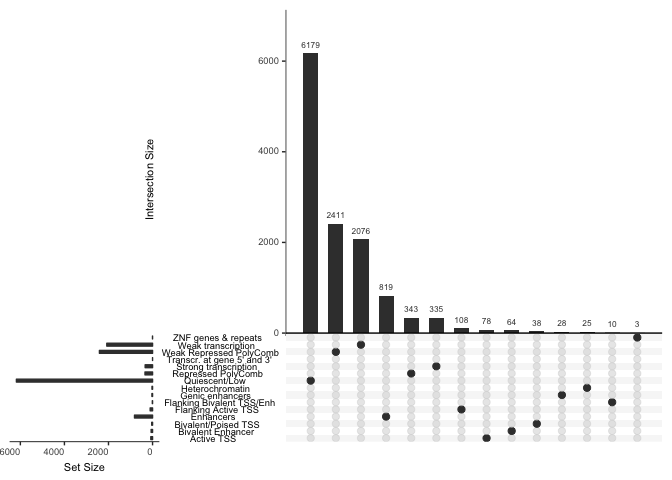 6179
6000
Intersection Size
4000
2411
2076
2000
819
343
335
108
78
64
38
28
25
10
3
0
ZNF genes & repeats
Weak transcription
Weak Repressed PolyComb
Transcr. at gene 5' and 3'
Strong transcription
Repressed PolyComb
Quiescent/Low
Heterochromatin
Genic enhancers
Flanking Bivalent TSS/Enh
Flanking Active TSS
Enhancers
Bivalent/Poised TSS
Bivalent Enhancer
Active TSS
6000 4000 2000 0
Set Size